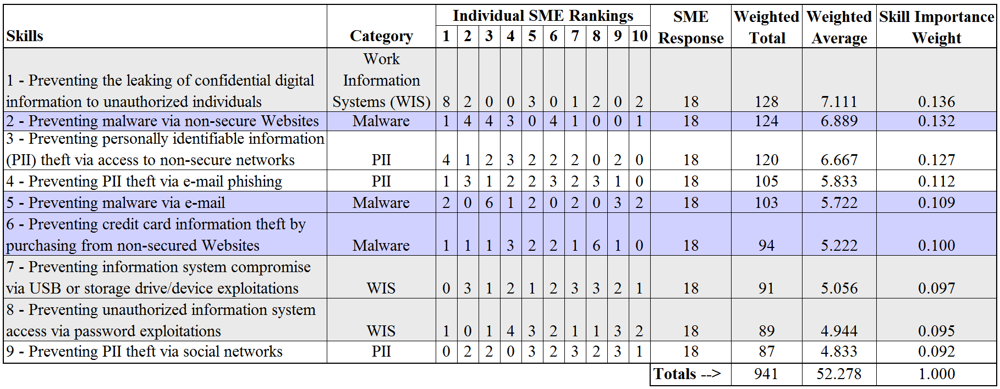 Individual SME Rankings SME Weighted Weighted Skill Importance
Skills Category 1 2 3 4 5 6 7 8 9 10 Response Total Average Weight
Work
1 - Preventing the leaking of confidential digital Information
information to unauthorized individuals Systems (WIS) 8 2 0 0 3 0 1 2 0 2 18 128 7.111 0.136
2 - Preventing malware via non-secure Websites Malware 1 4 4 3 0 4 1 0 0 1 18 124 6.889 0.132
3 - Preventing personally identifiable information
(PII) theft via access to non-secure networks PII 4 1 2 3 2 2 2 0 2 0 18 120 6.667 0.127
4 - Preventing PII theft via e-mail phishing PII 1 3 1 2 2 3 2 3 1 0 18 105 5.833 0.112
5 - Preventing malware via e-mail Malware 2 0 6 1 2 0 2 0 3 2 18 103 5.722 0.109
6 - Preventing credit card information theft by
purchasing from non-secured Websites Malware 1 1 1 3 2 2 1 6 1 0 18 94 5.222 0.100
7 - Preventing information system compromise
via USB or storage drive/device exploitations WIS 0 3 1 2 1 2 3 3 2 1 18 91 5.056 0.097
8 - Preventing unauthorized information system
access via password exploitations WIS 1 0 1 4 3 2 1 1 3 2 18 89 4.944 0.095
9 - Preventing PII theft via social networks PII 0 2 2 0 3 2 3 2 3 1 18 87 4.833 0.092
Totals --> 941 52.278 1.000